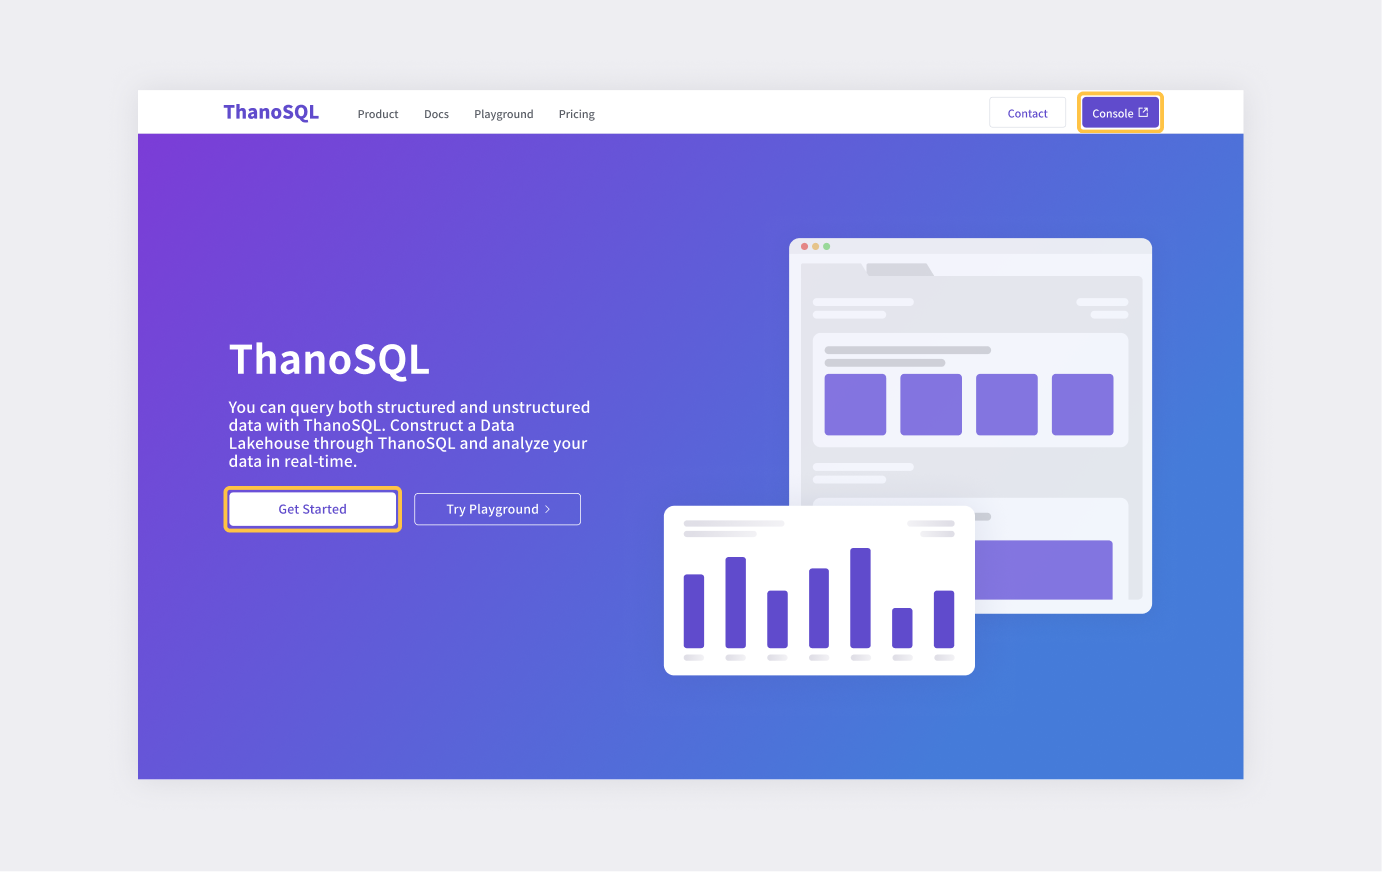 ThanoSQL
Product
Docs
Playground
Pricing
Contact
Console
ThanoSQL
You can query both structured and unstructured
data with ThanoSQL. Construct a Data
Lakehouse through ThanoSQL and analyze your
data in real-time.
Get Started
Try Playground